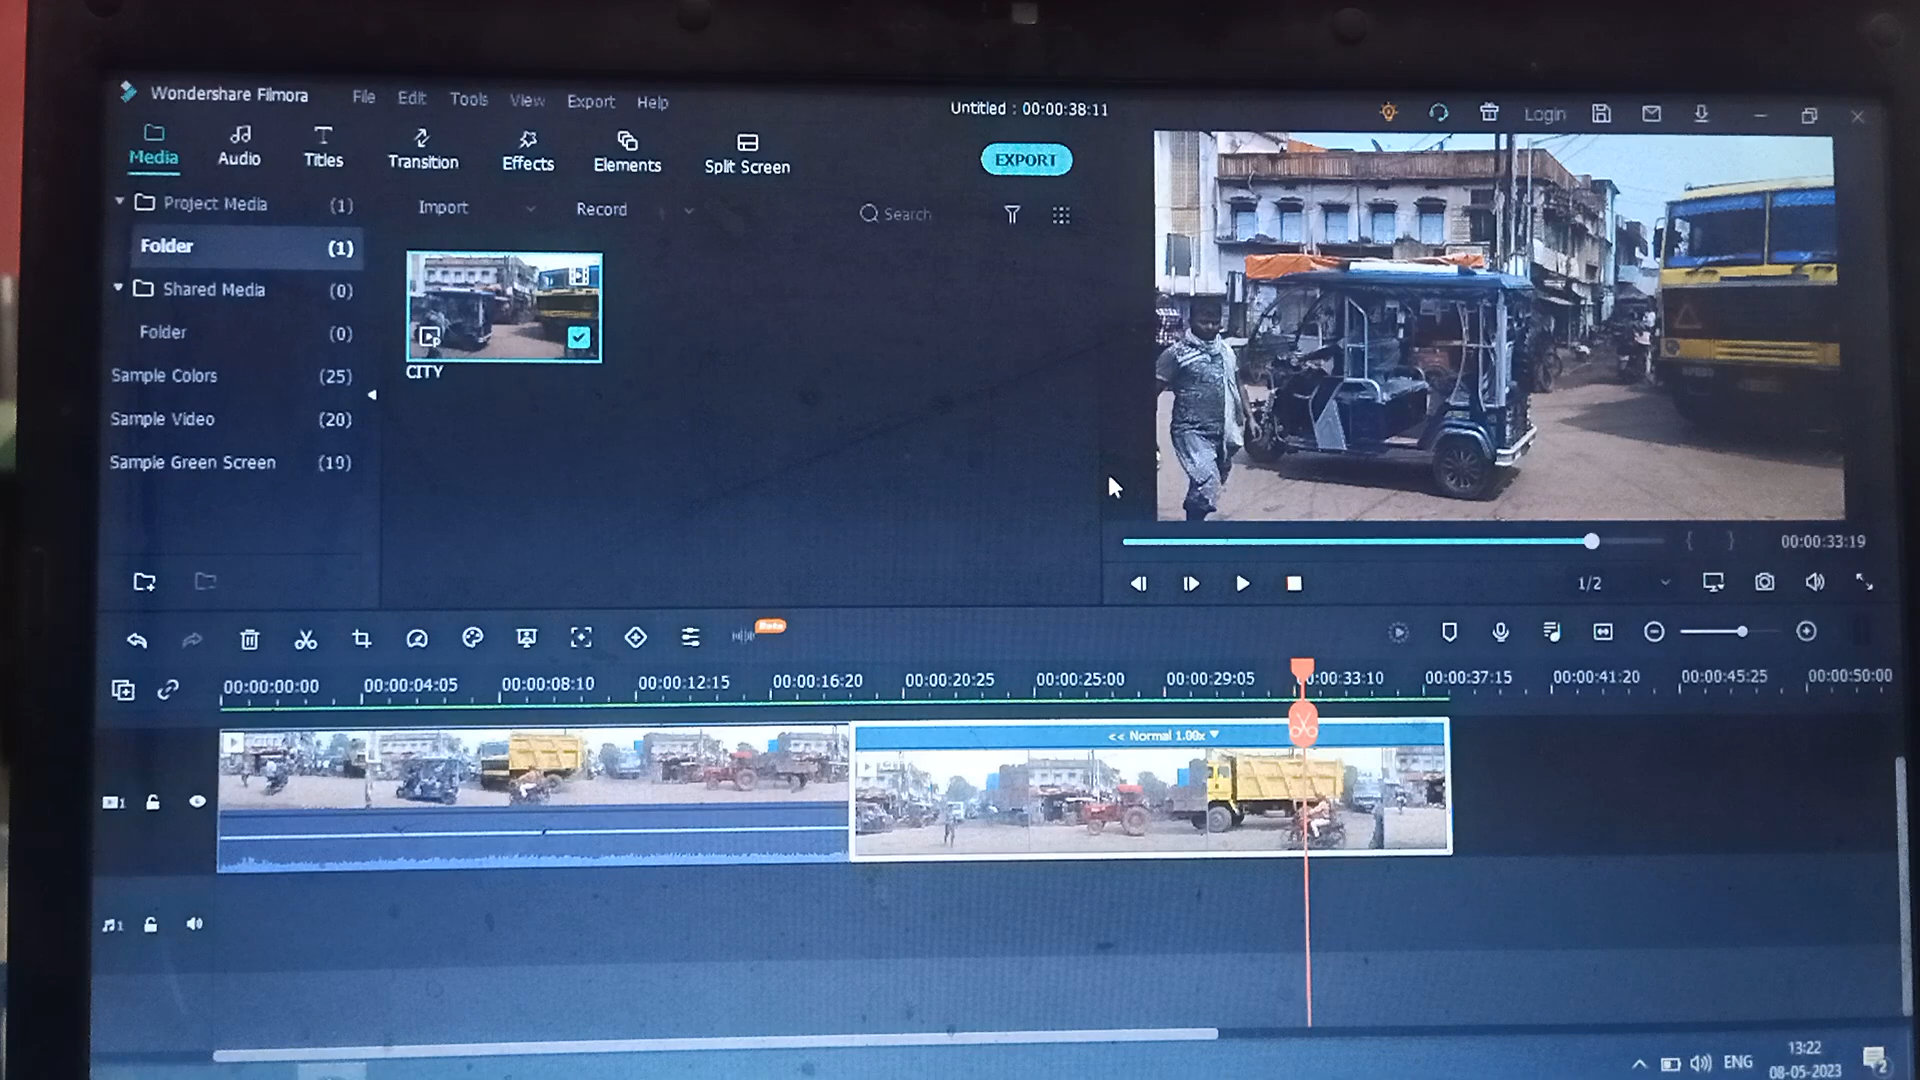 Wondershare Filmora File Edit Tools View Export Help
Untitled : 00:00:38:11
Login
Media Audio Titles Transition Effects Elements Split Screen
EXPORT
Project Media (1)
Folder (1)
Shared Media (0)
Folder (0)
Sample Colors (25)
Sample Video (20)
Sample Green Screen (19)
Import Record Search
CITY
{ } 00:00:33:19
1/2
Beta
00:00:00:00 00:00:04:05 00:00:08:10 00:00:12:15 00:00:16:20 00:00:20:25 00:00:25:00 00:00:29:05 00:00:33:10 00:00:37:15 00:00:41:20 00:00:45:25 00:00:50:00
<< Normal 1.00x
1
1
ENG
13:22
08-05-2023
2